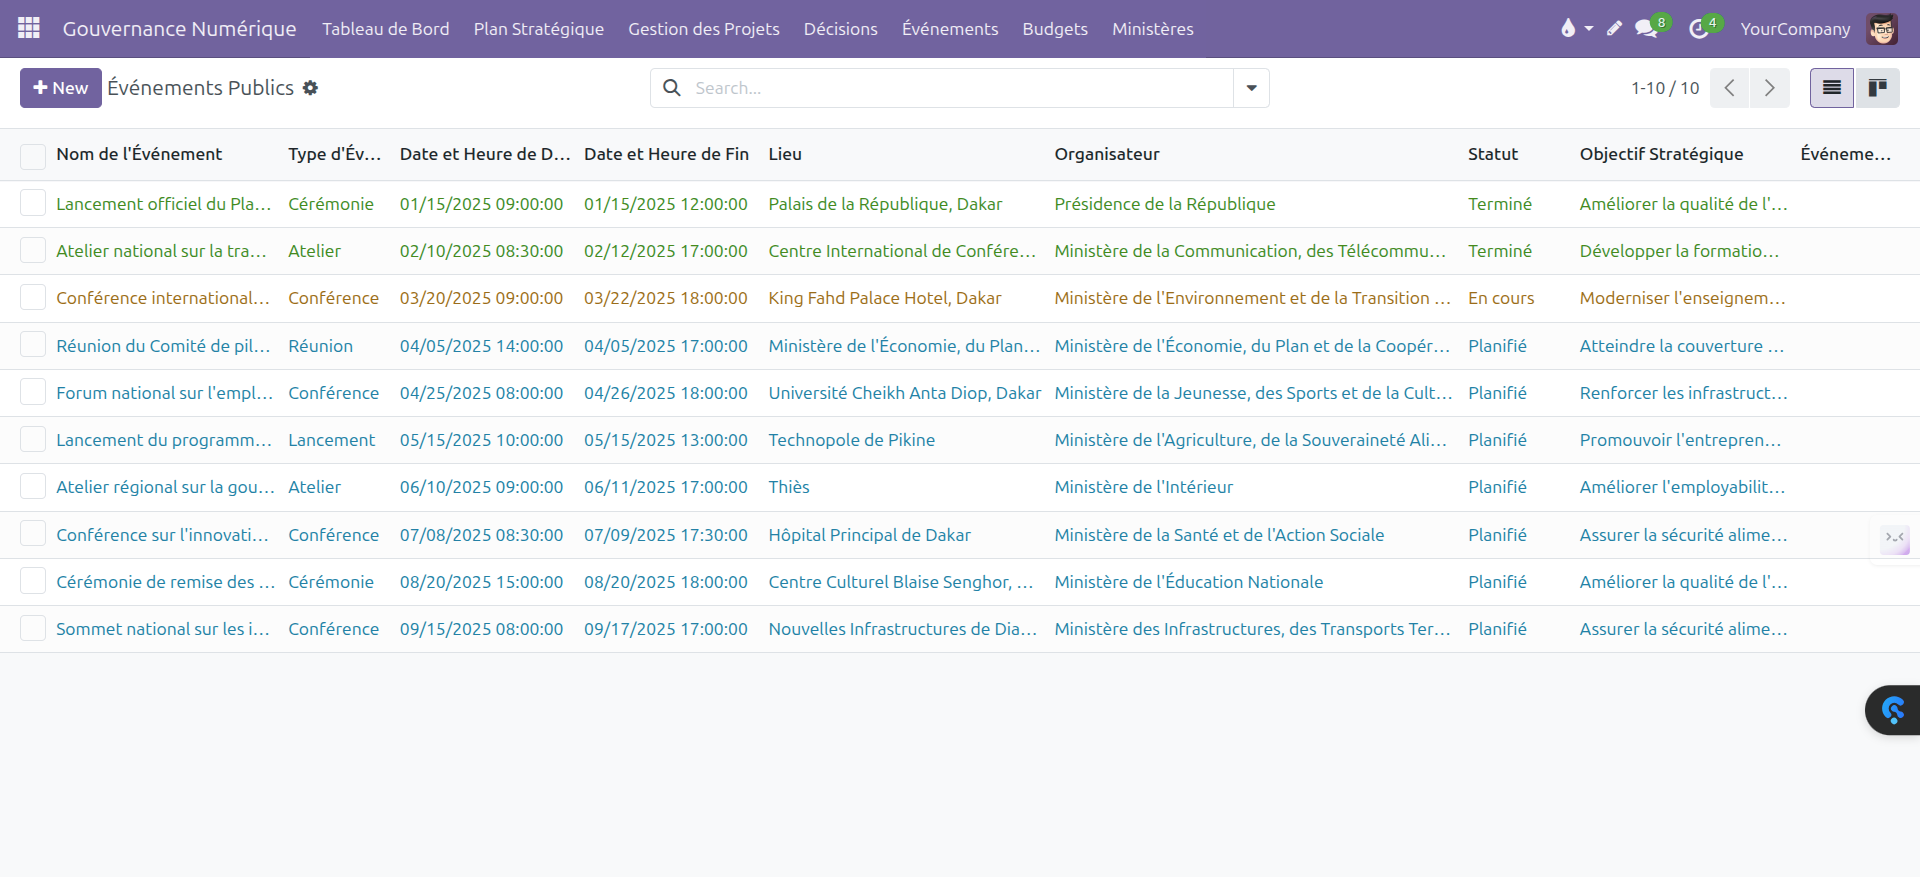 Gouvernance Numérique Tableau de Bord Plan Stratégique Gestion des Projets Décisions Événements Budgets Ministères 8 4 YourCompany
New Événements Publics Search... 1-10 / 10
Nom de l'Événement Type d'Év... Date et Heure de D... Date et Heure de Fin Lieu Organisateur Statut Objectif Stratégique Événeme...
Lancement officiel du Pla... Cérémonie 01/15/2025 09:00:00 01/15/2025 12:00:00 Palais de la République, Dakar Présidence de la République Terminé Améliorer la qualité de l'...
Atelier national sur la tra... Atelier 02/10/2025 08:30:00 02/12/2025 17:00:00 Centre International de Confére... Ministère de la Communication, des Télécommu... Terminé Développer la formatio...
Conférence international... Conférence 03/20/2025 09:00:00 03/22/2025 18:00:00 King Fahd Palace Hotel, Dakar Ministère de l'Environnement et de la Transition ... En cours Moderniser l'enseignem...
Réunion du Comité de pil... Réunion 04/05/2025 14:00:00 04/05/2025 17:00:00 Ministère de l'Économie, du Plan... Ministère de l'Économie, du Plan et de la Coopér... Planifié Atteindre la couverture ...
Forum national sur l'empl... Conférence 04/25/2025 08:00:00 04/26/2025 18:00:00 Université Cheikh Anta Diop, Dakar Ministère de la Jeunesse, des Sports et de la Cult... Planifié Renforcer les infrastruct...
Lancement du programm... Lancement 05/15/2025 10:00:00 05/15/2025 13:00:00 Technopole de Pikine Ministère de l'Agriculture, de la Souveraineté Ali... Planifié Promouvoir l'entrepren...
Atelier régional sur la gou... Atelier 06/10/2025 09:00:00 06/11/2025 17:00:00 Thiès Ministère de l'Intérieur Planifié Améliorer l'employabilit...
Conférence sur l'innovati... Conférence 07/08/2025 08:30:00 07/09/2025 17:30:00 Hôpital Principal de Dakar Ministère de la Santé et de l'Action Sociale Planifié Assurer la sécurité alime...
Cérémonie de remise des ... Cérémonie 08/20/2025 15:00:00 08/20/2025 18:00:00 Centre Culturel Blaise Senghor, ... Ministère de l'Éducation Nationale Planifié Améliorer la qualité de l'...
Sommet national sur les i... Conférence 09/15/2025 08:00:00 09/17/2025 17:00:00 Nouvelles Infrastructures de Dia... Ministère des Infrastructures, des Transports Ter... Planifié Assurer la sécurité alime...